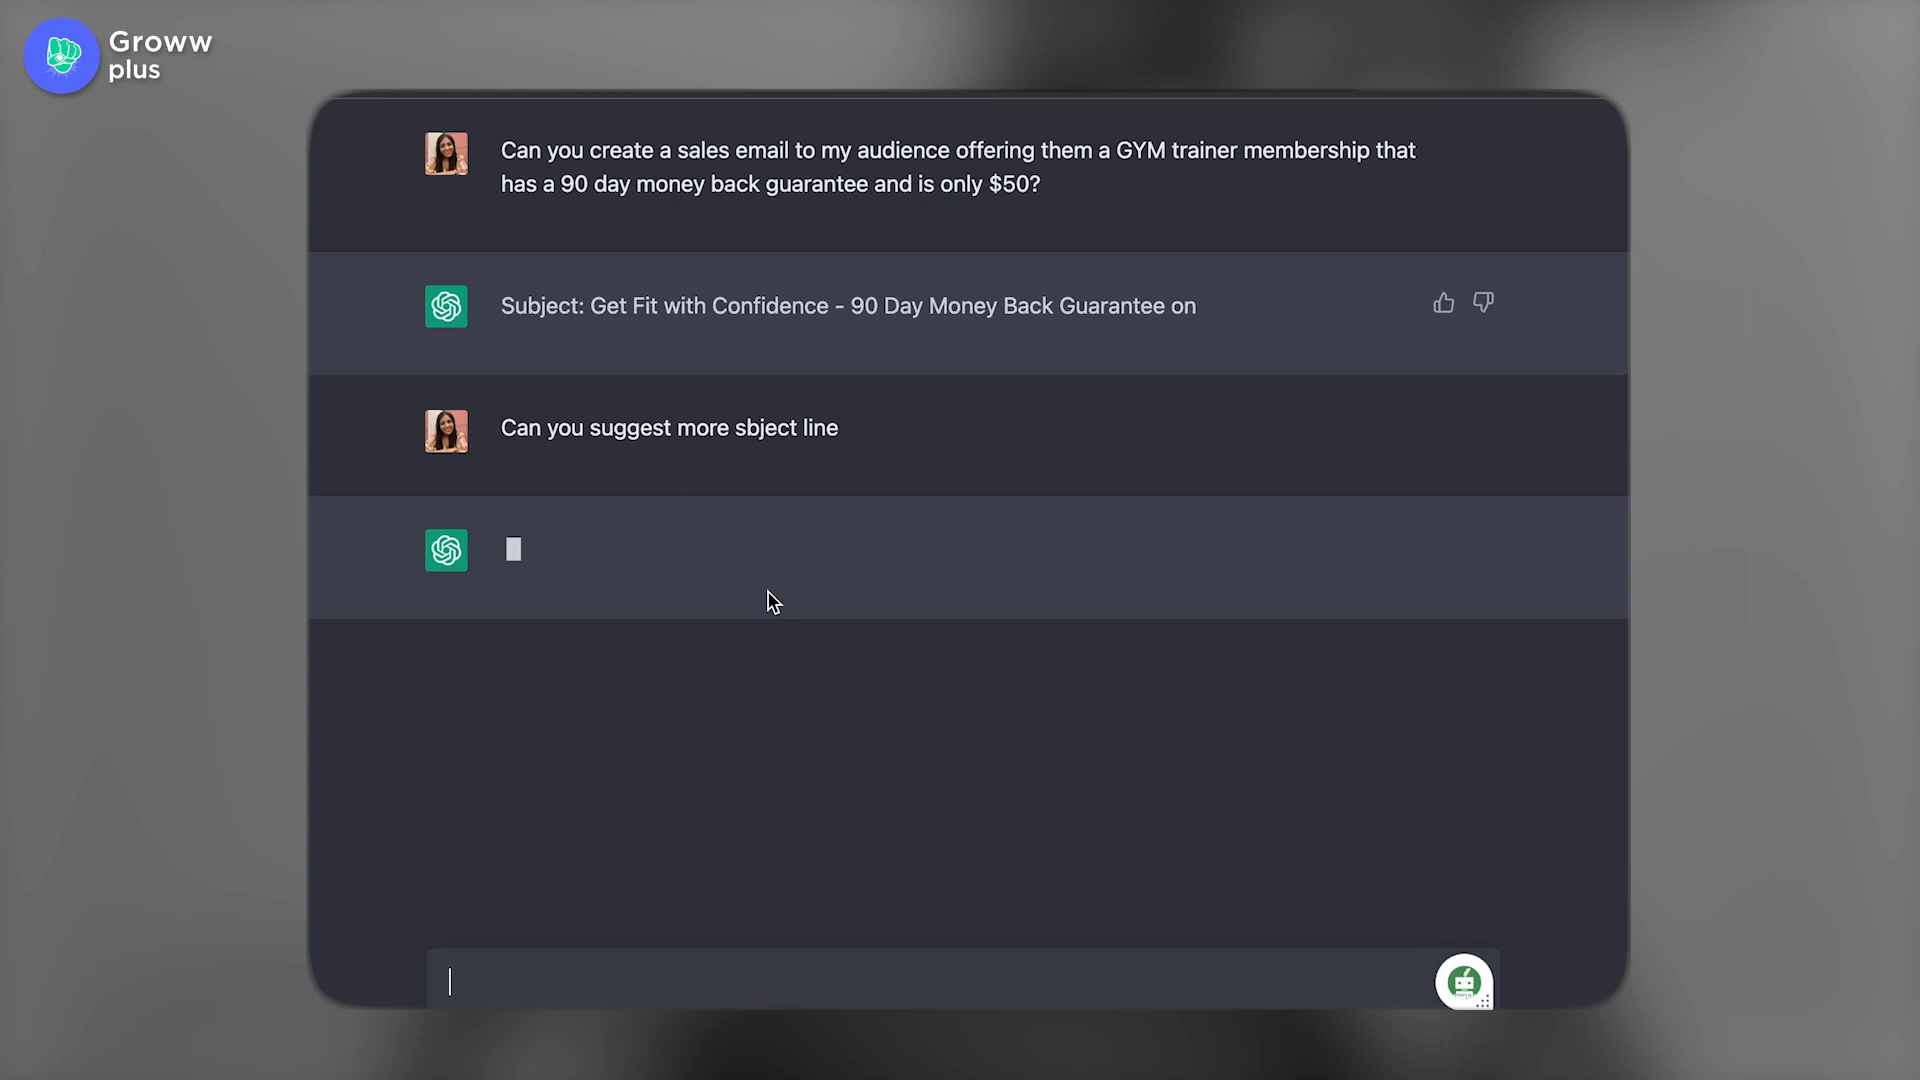 Groww
plus
Can you create a sales email to my audience offering them a GYM trainer membership that
has a 90 day money back guarantee and is only $50?
Subject: Get Fit with Confidence - 90 Day Money Back Guarantee on
Can you suggest more sbject line